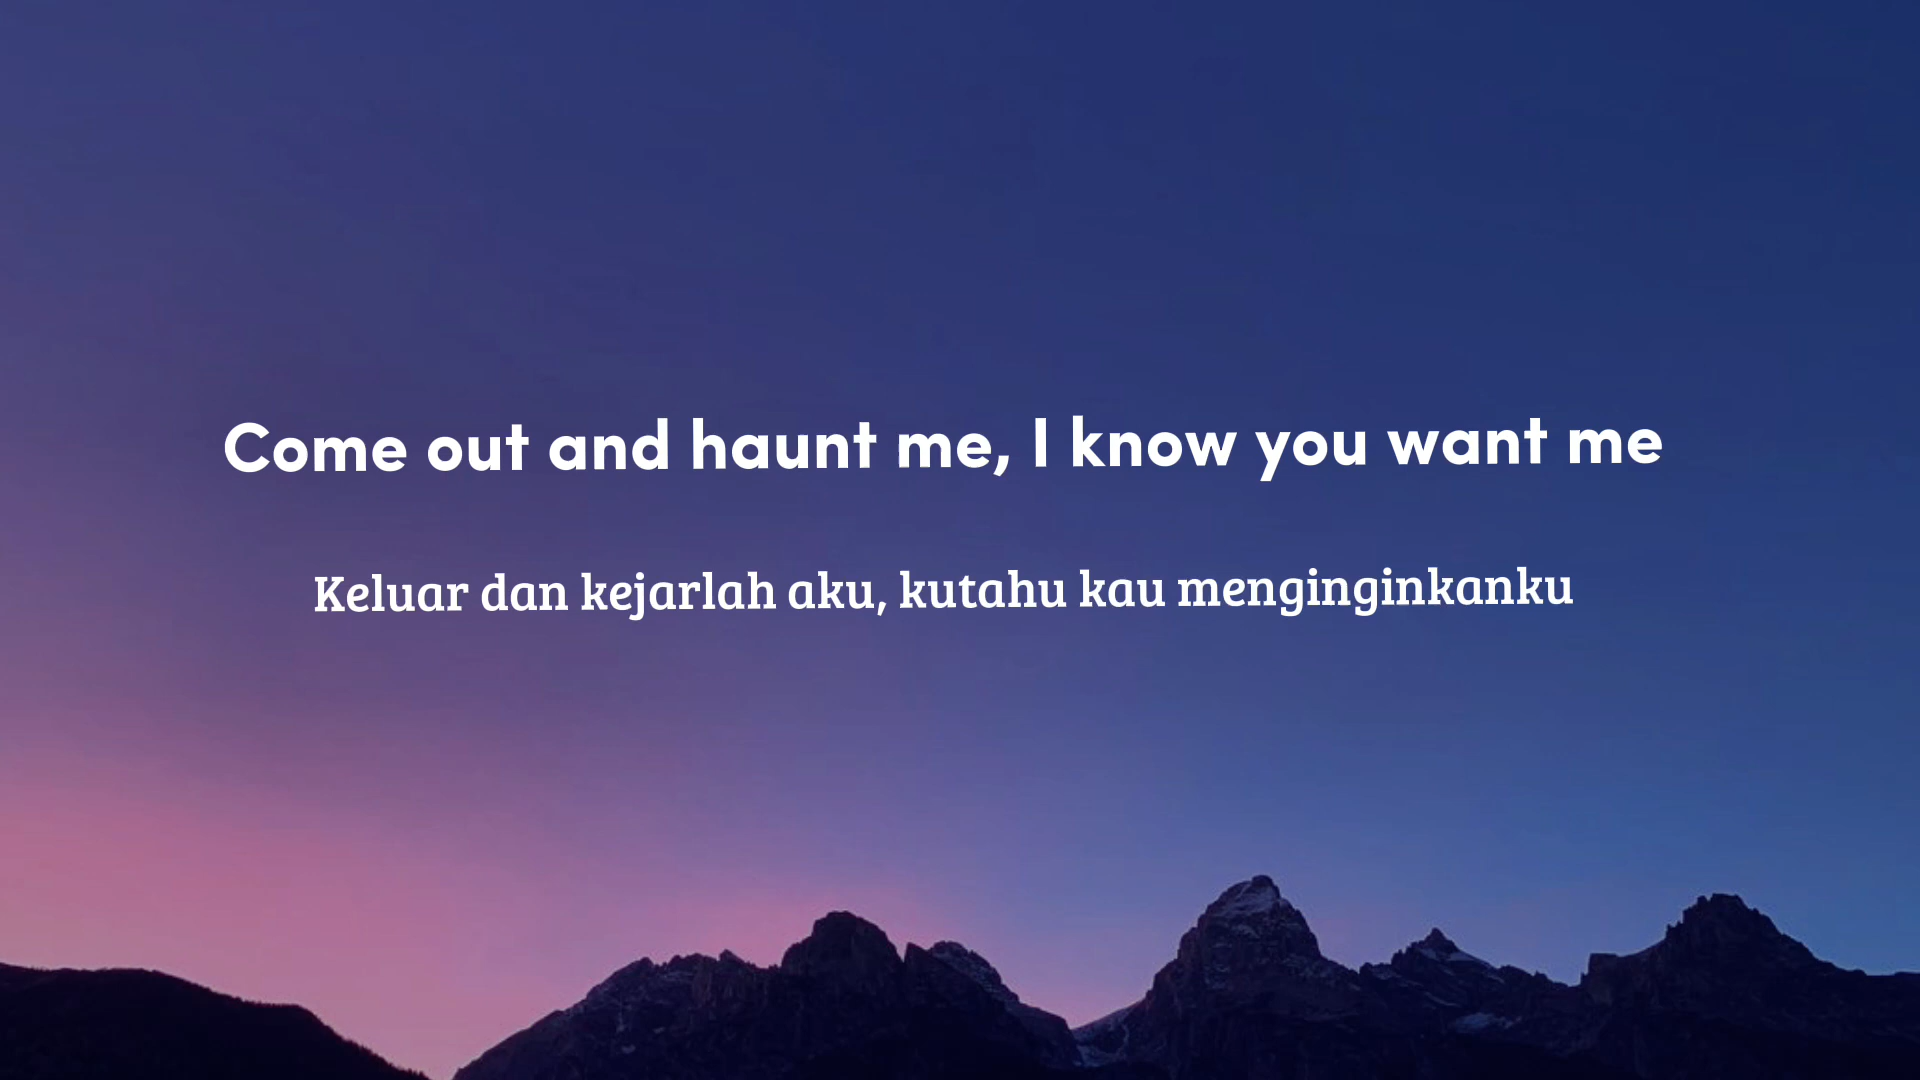 Come out and haunt me, I know you want me
Keluar dan kejarlah aku, kutahu kau menginginkanku